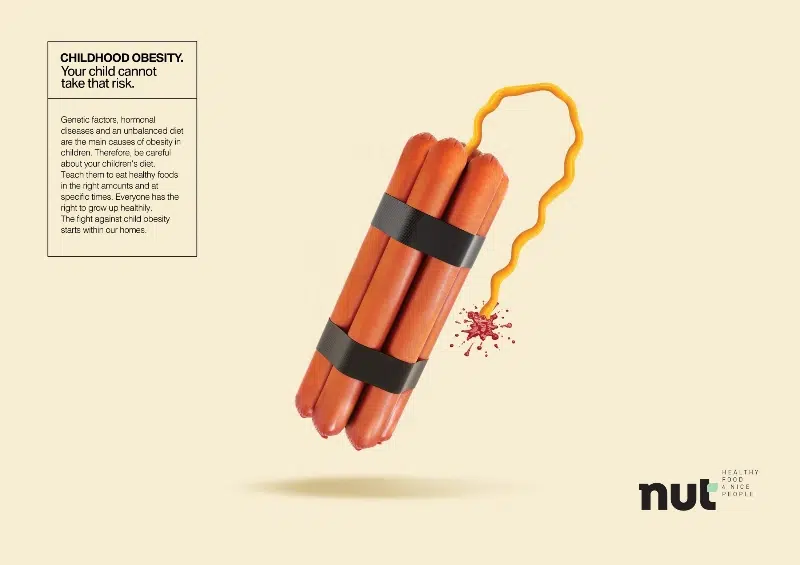 CHILDHOOD OBESITY.
Your child cannot
take that risk.
Genetic factors, hormonal
diseases and an unbalanced diet
are the main causes of obesity in
children. Therefore, be careful
about your children's diet.
Teach them to eat healthy foods
in the right amounts and at
specific times. Everyone has the
right to grow up healthily.
The fight against child obesity
starts within our homes.
nut
HEALTHY
FOOD
& NICE
PEOPLE